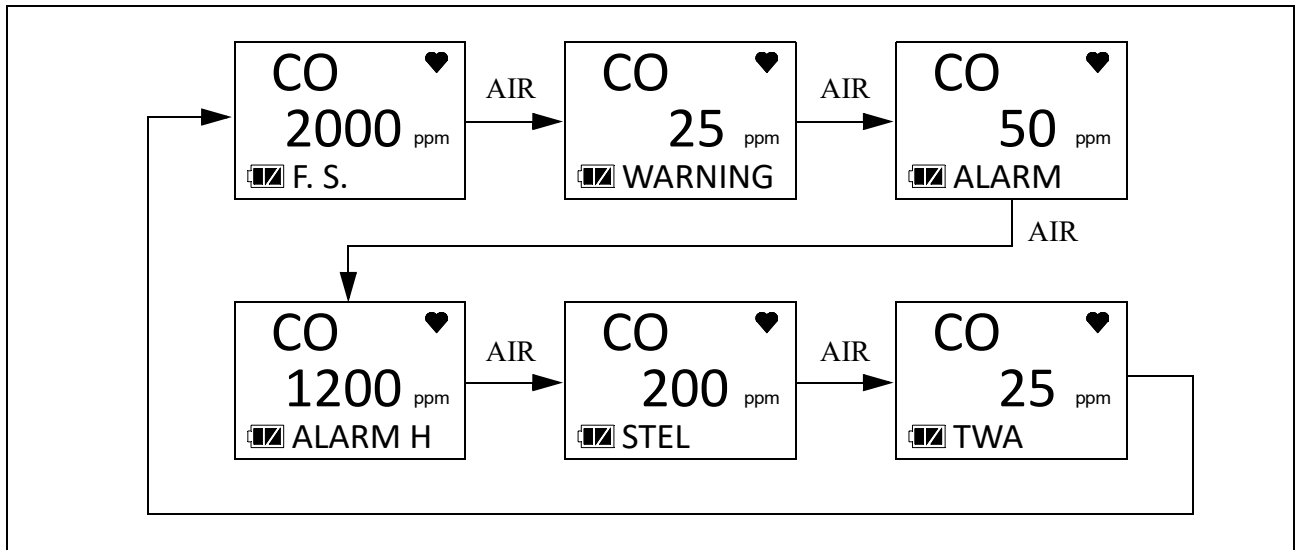 CO
2000 ppm
F. S.
AIR
CO
25 ppm
WARNING
AIR
CO
50 ppm
ALARM
AIR
CO
1200 ppm
ALARM H
AIR
CO
200 ppm
STEL
AIR
CO
25 ppm
TWA